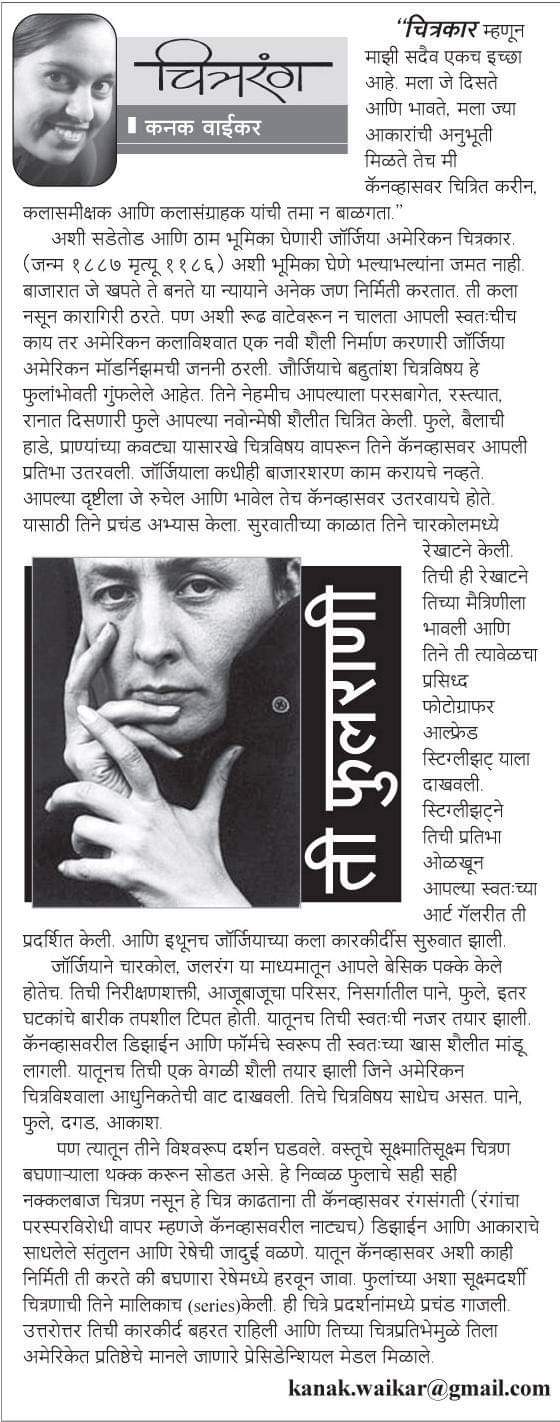 चित्ररंग
कनक वाईकर
“चित्रकार म्हणून
माझी सदैव एकच इच्छा
आहे. मला जे दिसते
आणि भावते, मला ज्या
आकारांची अनुभूती
मिळते तेच मी
कॅनव्हासवर चित्रित करीन,
कलासमीक्षक आणि कलासंग्राहक यांची तमा न बाळगता.”
अशी सडेतोड आणि ठाम भूमिका घेणारी जॉर्जिया अमेरिकन चित्रकार.
(जन्म १८८७ मृत्यू ११८६) अशी भूमिका घेणे भल्याभल्यांना जमत नाही.
बाजारात जे खपते ते बनते या न्यायाने अनेक जण निर्मिती करतात. ती कला
नसून कारागिरी ठरते. पण अशी रूढ वाटेवरून न चालता आपली स्वतःचीच
काय तर अमेरिकन कलाविश्वात एक नवी शैली निर्माण करणारी जॉर्जिया
अमेरिकन मॉडर्निझमची जननी ठरली. जौर्जियाचे बहुतांश चित्रविषय हे
फुलांभोवती गुंफलेले आहेत. तिने नेहमीच आपल्याला परसबागेत, रस्त्यात,
रानात दिसणारी फुले आपल्या नवोन्मेषी शैलीत चित्रित केली. फुले, बैलाची
हाडे, प्राण्यांच्या कवट्या यासारखे चित्रविषय वापरून तिने कॅनव्हासवर आपली
प्रतिभा उतरवली. जॉर्जियाला कधीही बाजारशरण काम करायचे नव्हते.
आपल्या दृष्टीला जे रुचेल आणि भावेल तेच कॅनव्हासवर उतरवायचे होते.
यासाठी तिने प्रचंड अभ्यास केला. सुरवातीच्या काळात तिने चारकोलमध्ये
रेखाटने केली.
तिची ही रेखाटने
तिच्या मैत्रिणीला
भावली आणि
तिने ती त्यावेळचा
प्रसिध्द
फोटोग्राफर
आल्फ्रेड
स्टिग्लीझट् याला
दाखवली.
स्टिग्लीझट्ने
तिची प्रतिभा
ओळखून
आपल्या स्वतःच्या
आर्ट गॅलरीत ती
ती फुलराणी
प्रदर्शित केली. आणि इथूनच जॉर्जियाच्या कला कारकीर्दीस सुरुवात झाली.
जॉर्जियाने चारकोल, जलरंग या माध्यमातून आपले बेसिक पक्के केले
होतेच. तिची निरीक्षणशक्ती, आजूबाजूचा परिसर, निसर्गातील पाने, फुले, इतर
घटकांचे बारीक तपशील टिपत होती. यातूनच तिची स्वतःची नजर तयार झाली.
कॅनव्हासवरील डिझाईन आणि फॉर्मचे स्वरूप ती स्वतःच्या खास शैलीत मांडू
लागली. यातूनच तिची एक वेगळी शैली तयार झाली जिने अमेरिकन
चित्रविश्वाला आधुनिकतेची वाट दाखवली. तिचे चित्रविषय साधेच असत. पाने,
फुले, दगड, आकाश.
पण त्यातून तीने विश्वरूप दर्शन घडवले. वस्तूचे सूक्ष्मातिसूक्ष्म चित्रण
बघणाऱ्याला थक्क करून सोडत असे. हे निव्वळ फुलाचे सही सही
नक्कलबाज चित्रण नसून हे चित्र काढताना ती कॅनव्हासवर रंगसंगती (रंगांचा
परस्परविरोधी वापर म्हणजे कॅनव्हासवरील नाट्यच) डिझाईन आणि आकाराचे
साधलेले संतुलन आणि रेषेची जादुई वळणे. यातून कॅनव्हासवर अशी काही
निर्मिती ती करते की बघणारा रेषेमध्ये हरवून जावा. फुलांच्या अशा सूक्ष्मदर्शी
चित्रणाची तिने मालिकाच (series)केली. ही चित्रे प्रदर्शनांमध्ये प्रचंड गाजली.
उत्तरोत्तर तिची कारकीर्द बहरत राहिली आणि तिच्या चित्रप्रतिभेमुळे तिला
अमेरिकेत प्रतिष्ठेचे मानले जाणारे प्रेसिडेन्शियल मेडल मिळाले.
kanak.waikar@gmail.com